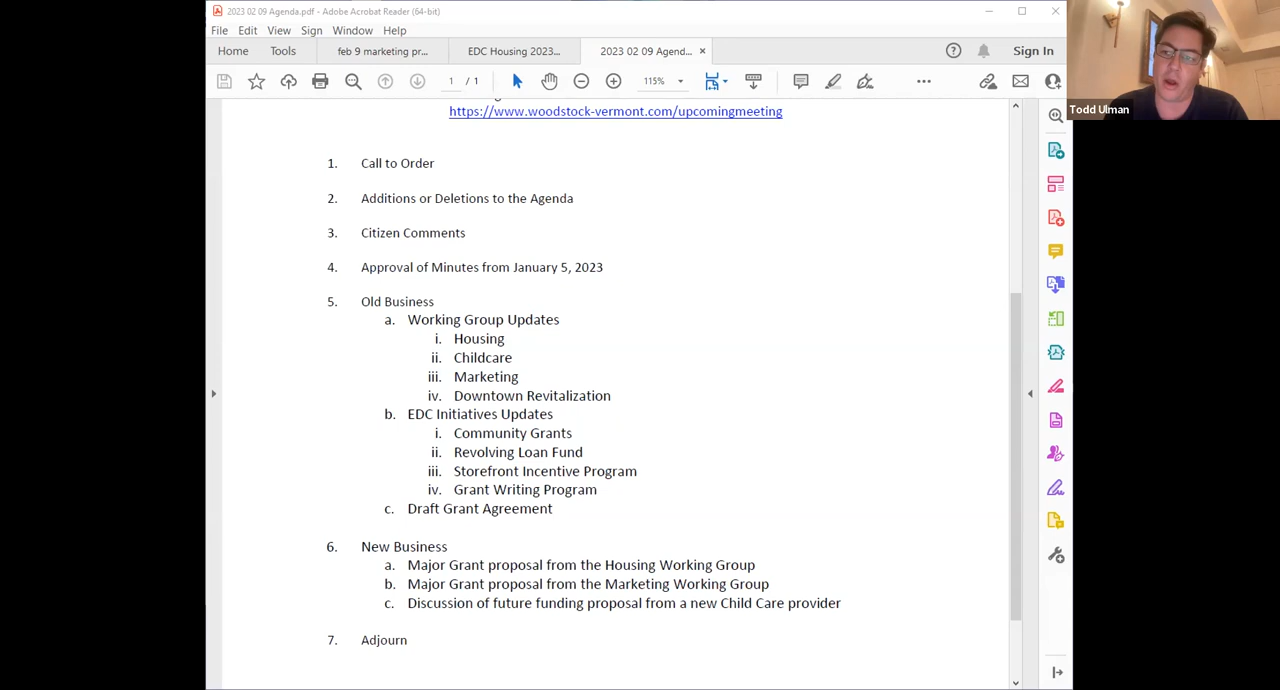 2023 02 09 Agenda.pdf - Adobe Acrobat Reader (64-bit)
File Edit View Sign Window Help
Home Tools feb 9 marketing pr... EDC Housing 2023... 2023 02 09 Agend... × Sign In
1 / 1 115%
Todd Ulman
https://www.woodstock-vermont.com/upcomingmeeting
1. Call to Order
2. Additions or Deletions to the Agenda
3. Citizen Comments
4. Approval of Minutes from January 5, 2023
5. Old Business
a. Working Group Updates
i. Housing
ii. Childcare
iii. Marketing
iv. Downtown Revitalization
b. EDC Initiatives Updates
i. Community Grants
ii. Revolving Loan Fund
iii. Storefront Incentive Program
iv. Grant Writing Program
c. Draft Grant Agreement
6. New Business
a. Major Grant proposal from the Housing Working Group
b. Major Grant proposal from the Marketing Working Group
c. Discussion of future funding proposal from a new Child Care provider
7. Adjourn